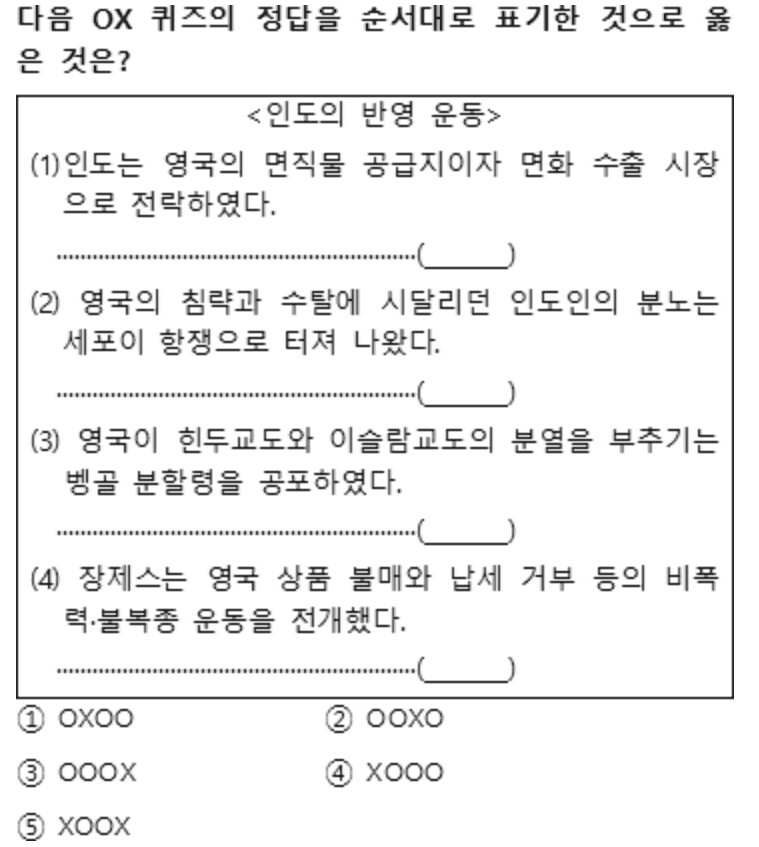 다음 OX 퀴즈의 정답을 순서대로 표기한 것으로 옳
은 것은?
<인도의 반영 운동>
(1)인도는 영국의 면직물 공급지이자 면화 수출 시장
으로 전락하였다.
............................................................(______)
(2) 영국의 침략과 수탈에 시달리던 인도인의 분노는
세포이 항쟁으로 터져 나왔다.
............................................................(______)
(3) 영국이 힌두교도와 이슬람교도의 분열을 부추기는
벵골 분할령을 공포하였다.
............................................................(______)
(4) 장제스는 영국 상품 불매와 납세 거부 등의 비폭
력·불복종 운동을 전개했다.
............................................................(______)
① OXOO ② OOXO
③ OOOX ④ XOOO
⑤ XOOX